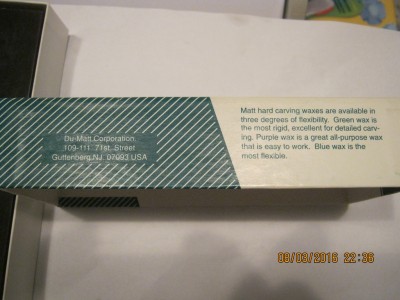 Du-Matt Corporation,
109-111 71st. Street
Guttenberg NJ. 07093 USA
Matt hard carving waxes are available in
three degrees of flexibility. Green wax is
the most rigid, excellent for detailed carv-
ing. Purple wax is a great all-purpose wax
that is easy to work. Blue wax is the
most flexible.
08/09/2016 22:36